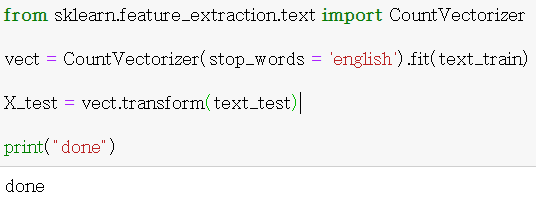 from sklearn.feature_extraction.text import CountVectorizer
vect = CountVectorizer(stop_words = 'english').fit(text_train)
X_test = vect.transform(text_test)
print("done")
done